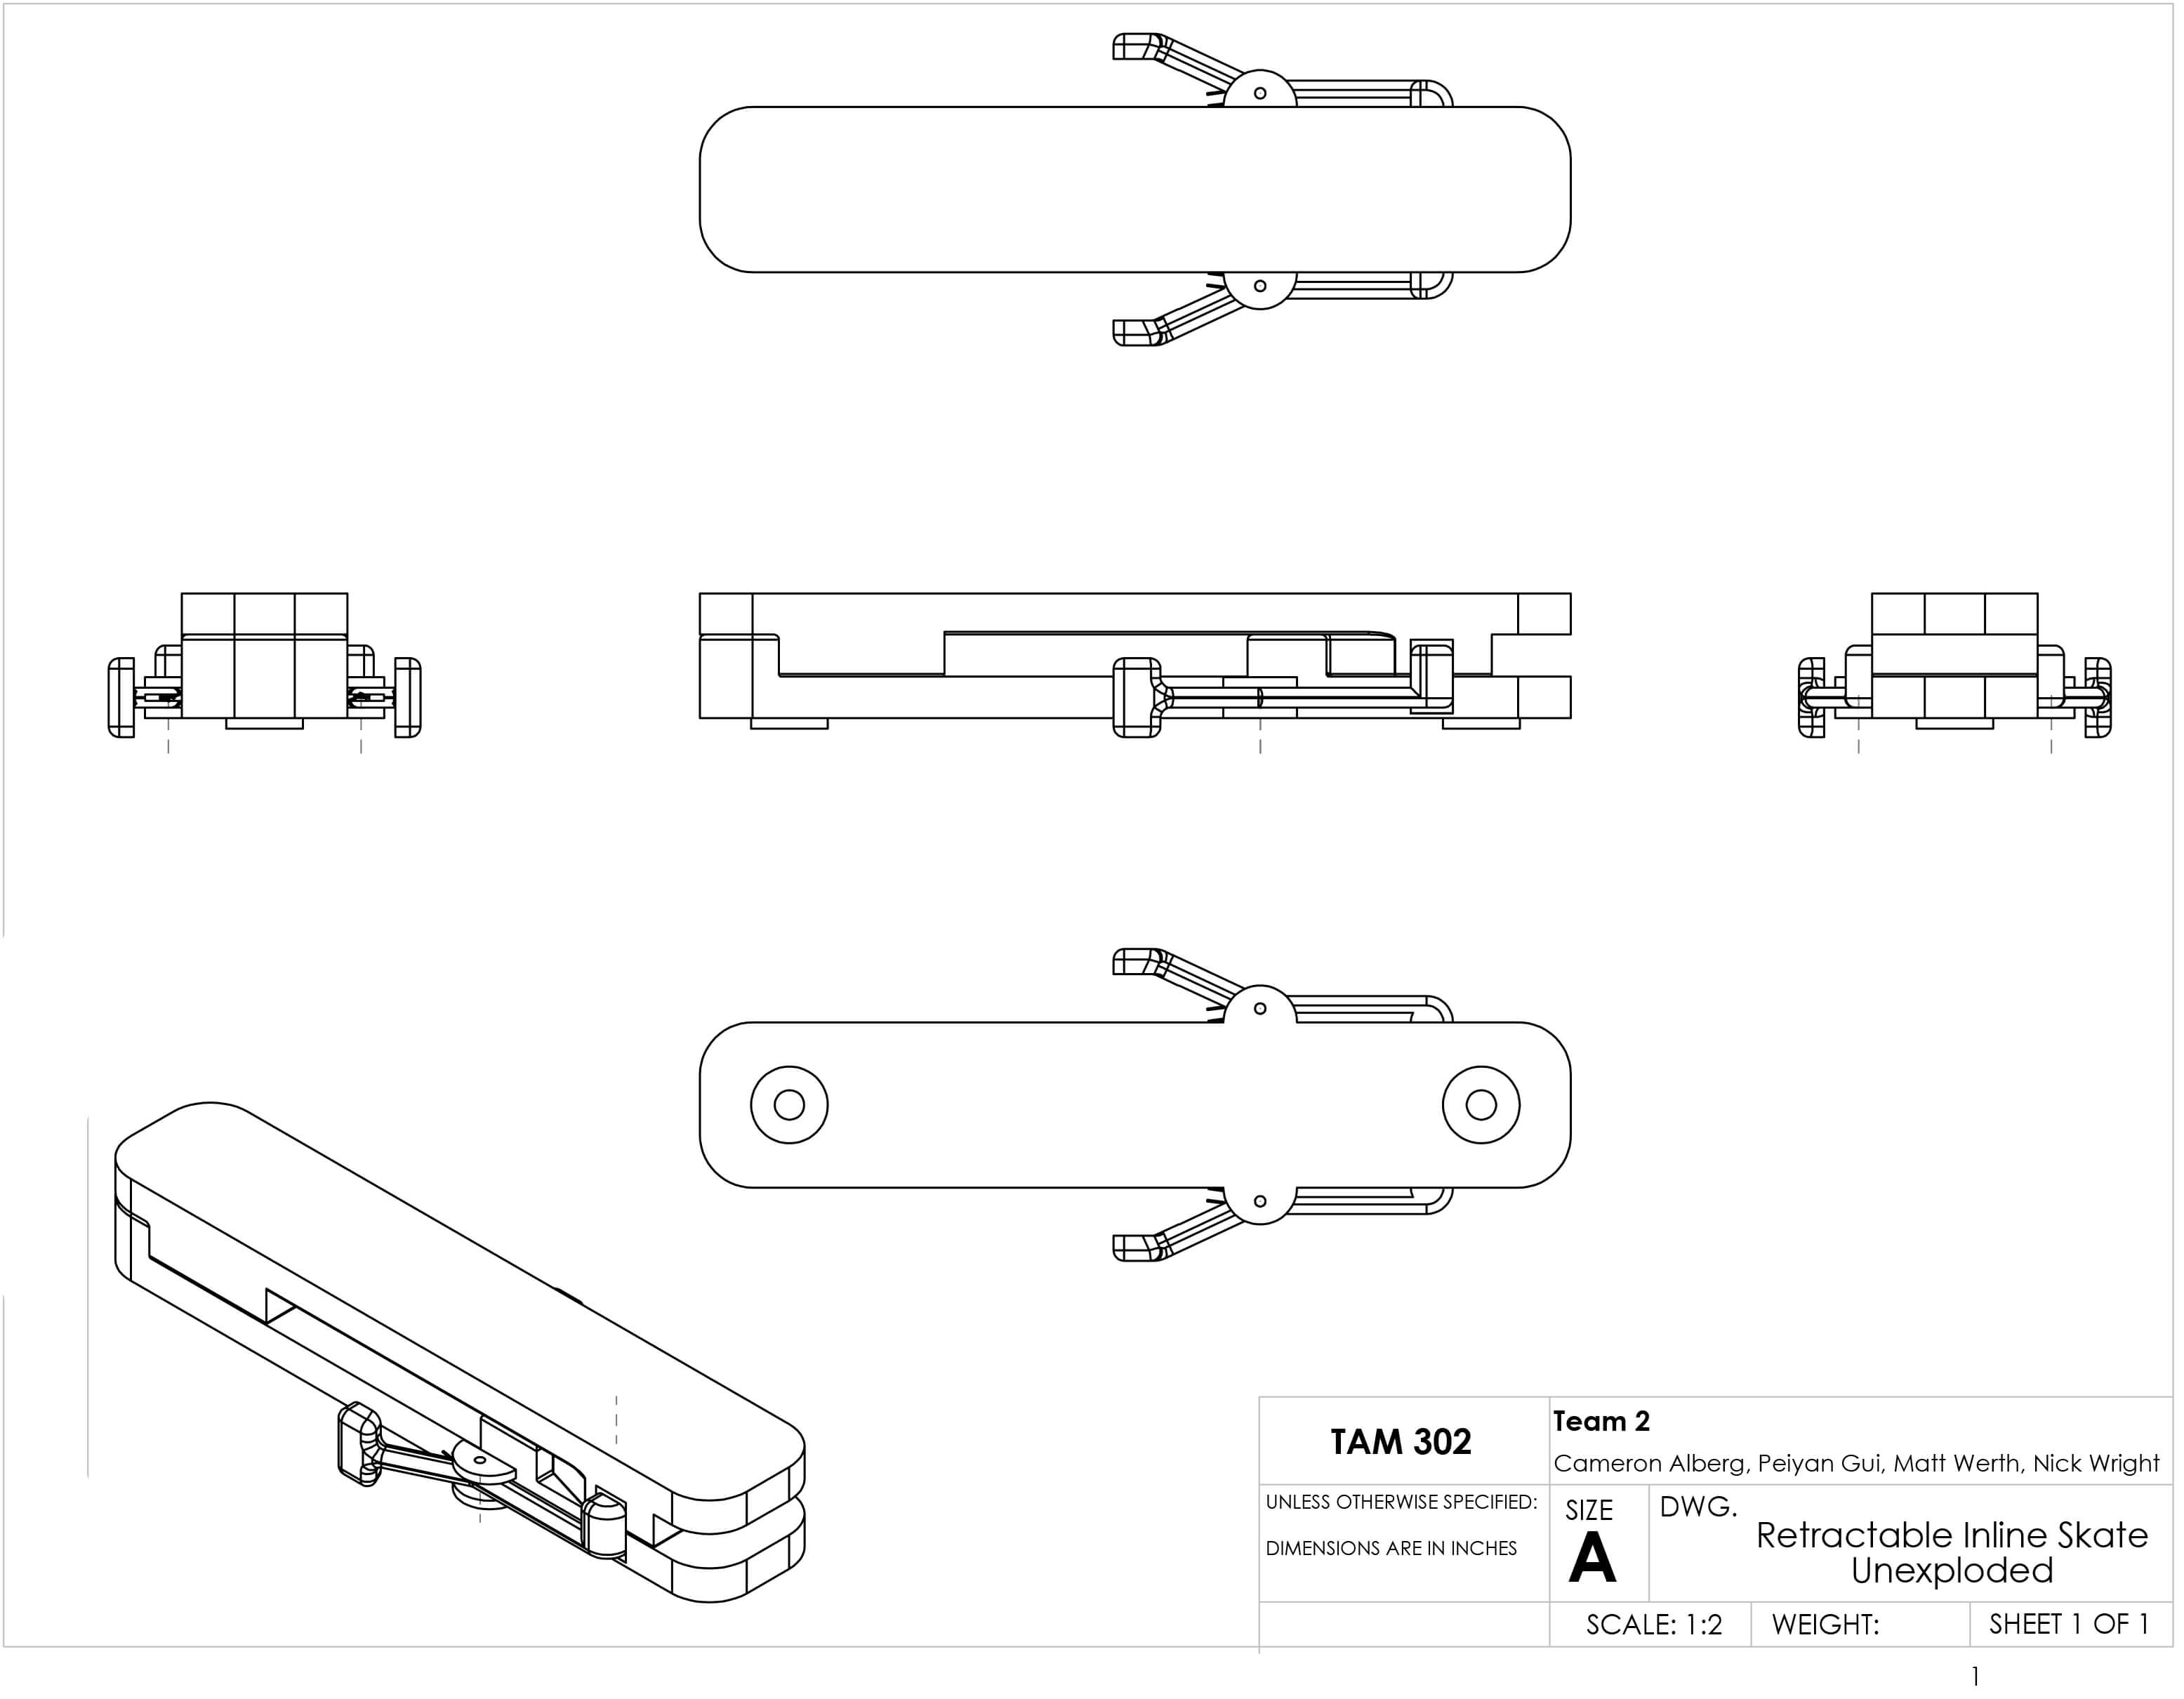 TAM 302
Team 2
Cameron Alberg, Peiyan Gui, Matt Werth, Nick Wright
UNLESS OTHERWISE SPECIFIED:
DIMENSIONS ARE IN INCHES
SIZE
A
DWG.
Retractable Inline Skate
Unexploded
SCALE: 1:2
WEIGHT:
SHEET 1 OF 1
1